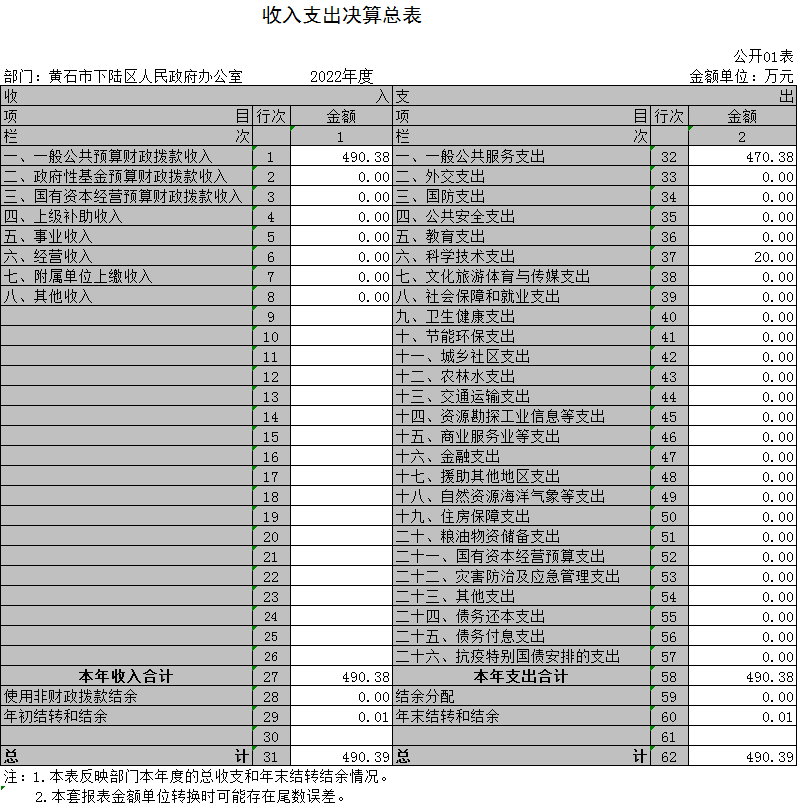 收入支出决算总表
公开01表
部门：黄石市下陆区人民政府办公室 2022年度 金额单位：万元
收 入 支 出
项 目 行次 金额 项 目 行次 金额
栏 次 1 栏 次 2
一、一般公共预算财政拨款收入 1 490.38 一、一般公共服务支出 32 470.38
二、政府性基金预算财政拨款收入 2 0.00 二、外交支出 33 0.00
三、国有资本经营预算财政拨款收入 3 0.00 三、国防支出 34 0.00
四、上级补助收入 4 0.00 四、公共安全支出 35 0.00
五、事业收入 5 0.00 五、教育支出 36 0.00
六、经营收入 6 0.00 六、科学技术支出 37 20.00
七、附属单位上缴收入 7 0.00 七、文化旅游体育与传媒支出 38 0.00
八、其他收入 8 0.00 八、社会保障和就业支出 39 0.00
9 九、卫生健康支出 40 0.00
10 十、节能环保支出 41 0.00
11 十一、城乡社区支出 42 0.00
12 十二、农林水支出 43 0.00
13 十三、交通运输支出 44 0.00
14 十四、资源勘探工业信息等支出 45 0.00
15 十五、商业服务业等支出 46 0.00
16 十六、金融支出 47 0.00
17 十七、援助其他地区支出 48 0.00
18 十八、自然资源海洋气象等支出 49 0.00
19 十九、住房保障支出 50 0.00
20 二十、粮油物资储备支出 51 0.00
21 二十一、国有资本经营预算支出 52 0.00
22 二十二、灾害防治及应急管理支出 53 0.00
23 二十三、其他支出 54 0.00
24 二十四、债务还本支出 55 0.00
25 二十五、债务付息支出 56 0.00
26 二十六、抗疫特别国债安排的支出 57 0.00
本年收入合计 27 490.38 本年支出合计 58 490.38
使用非财政拨款结余 28 0.00 结余分配 59 0.00
年初结转和结余 29 0.01 年末结转和结余 60 0.01
30 61
总 计 31 490.39 总 计 62 490.39
注：1.本表反映部门本年度的总收支和年末结转结余情况。
2.本套报表金额单位转换时可能存在尾数误差。